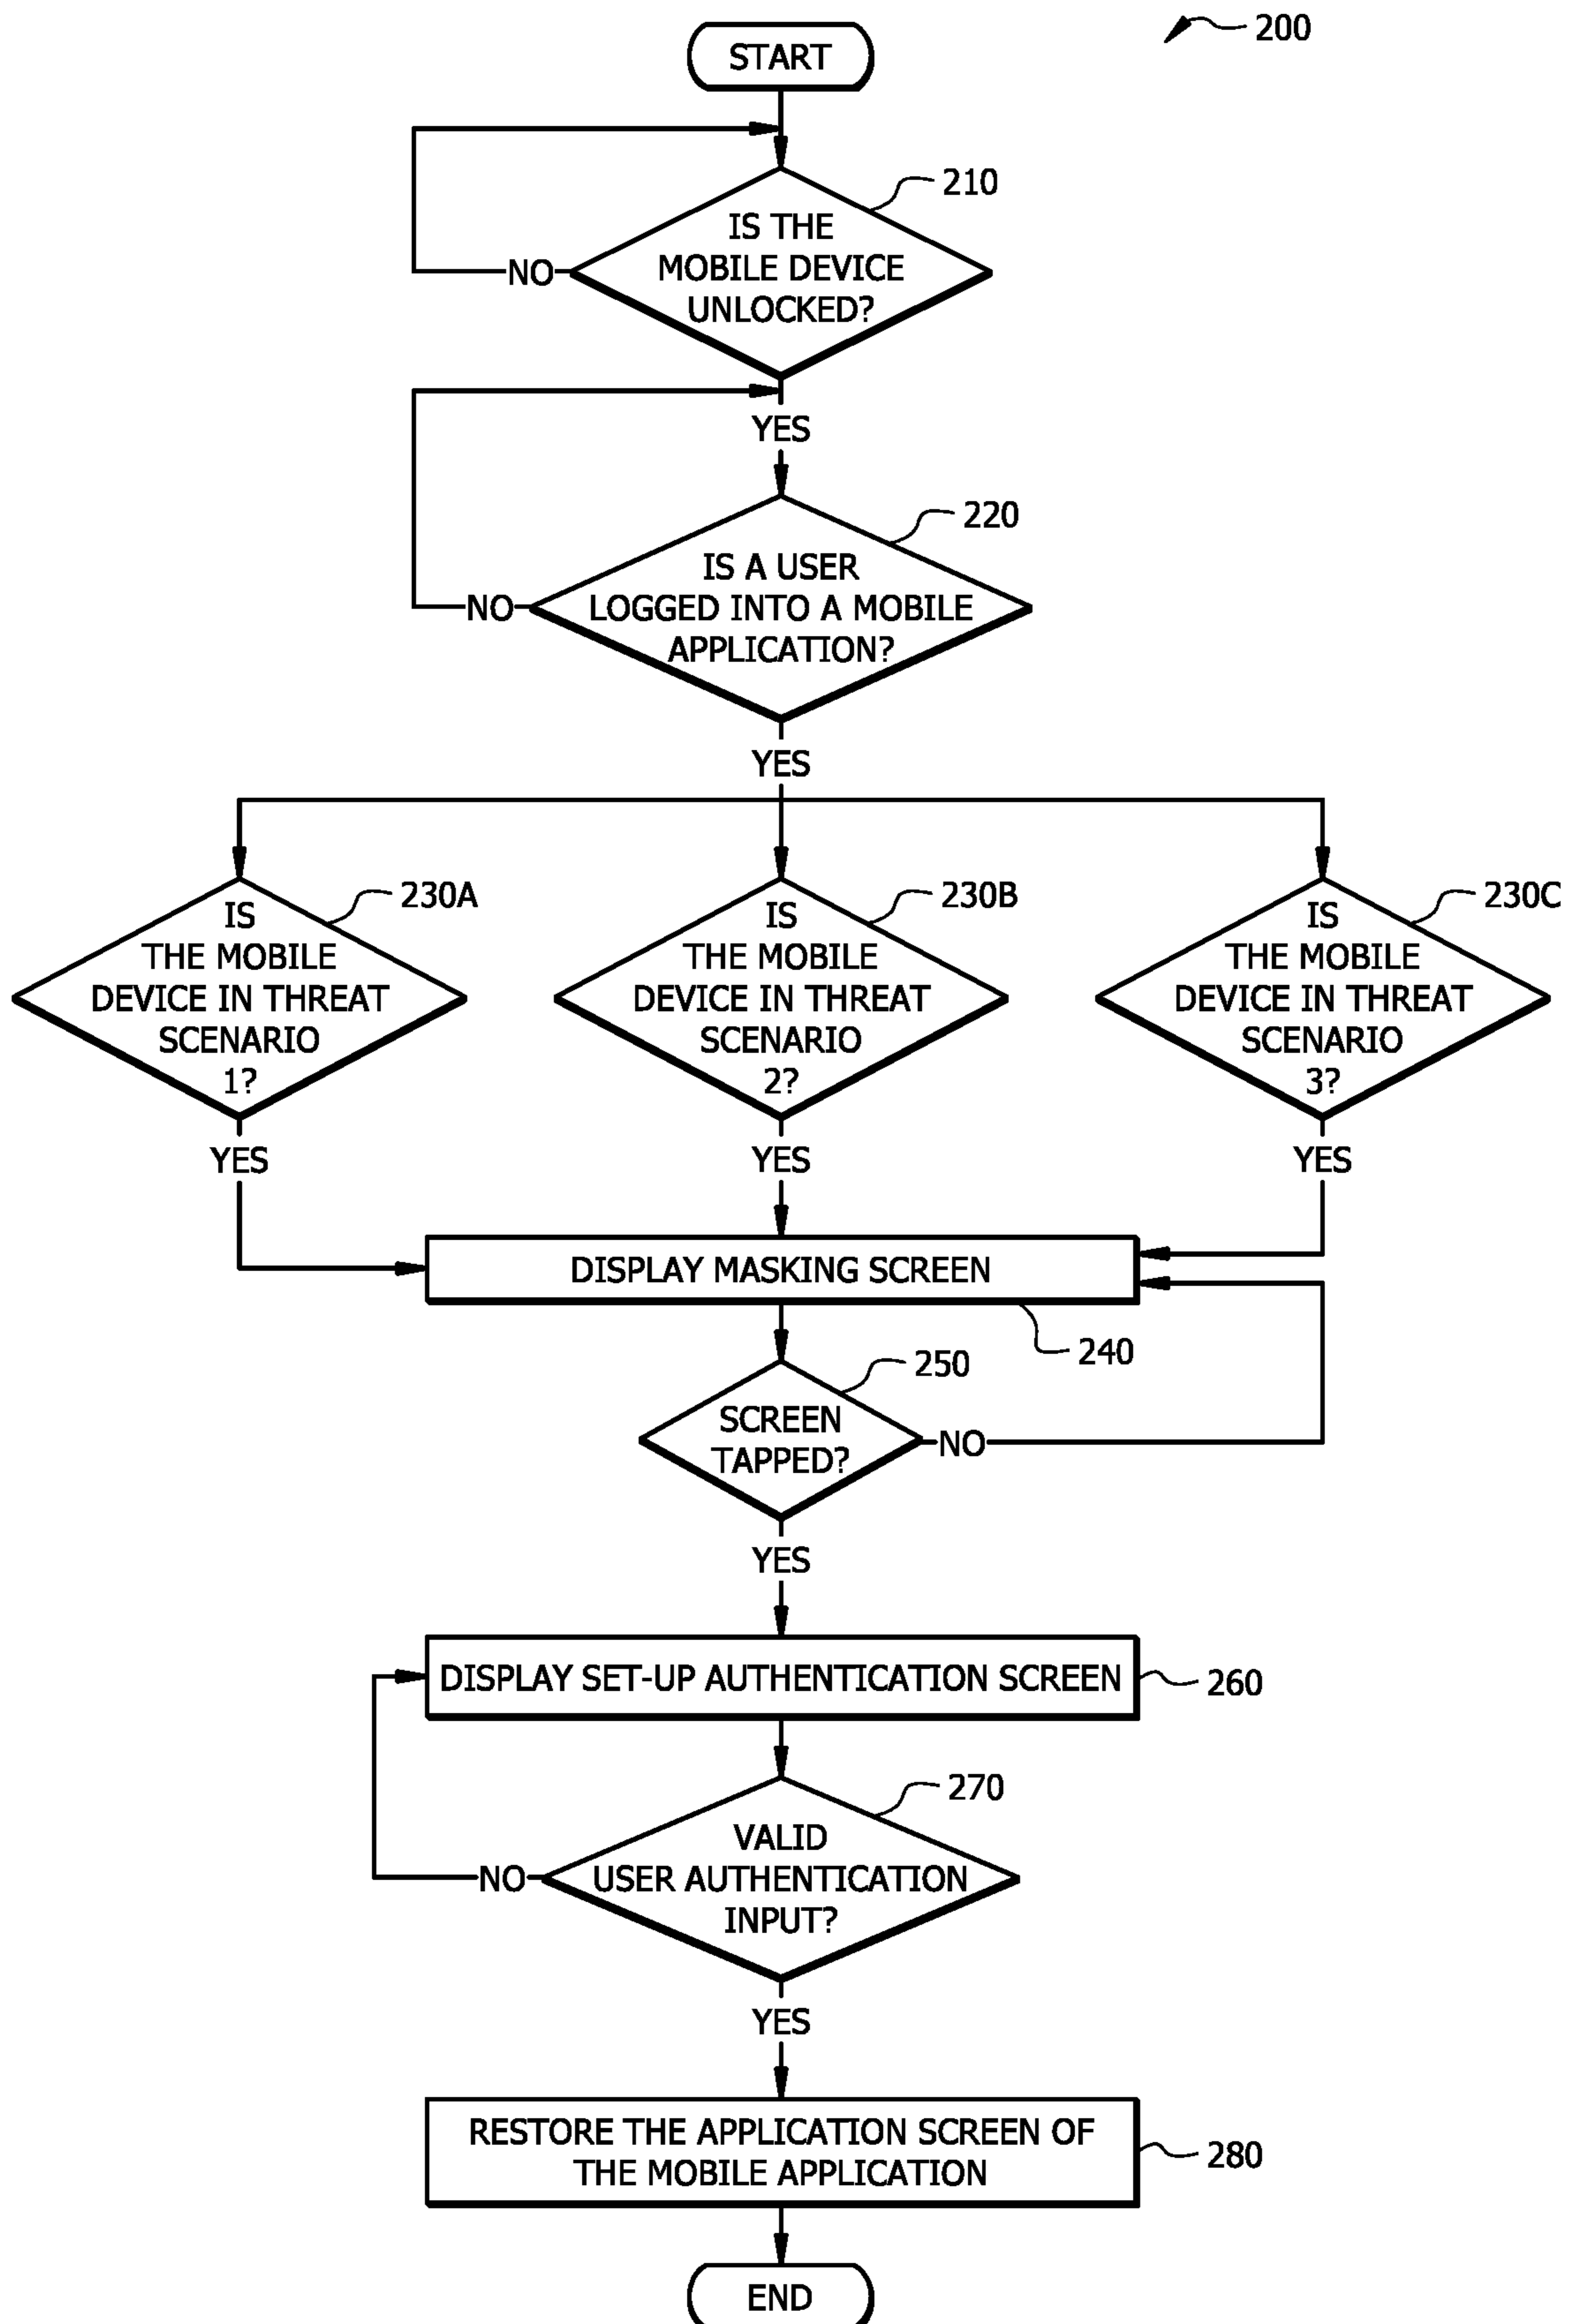 200
START
210
IS THE
MOBILE DEVICE
UNLOCKED?
NO
YES
220
IS A USER
LOGGED INTO A MOBILE
APPLICATION?
NO
YES
230A
IS
THE MOBILE
DEVICE IN THREAT
SCENARIO
1?
YES
230B
IS
THE MOBILE
DEVICE IN THREAT
SCENARIO
2?
YES
230C
IS
THE MOBILE
DEVICE IN THREAT
SCENARIO
3?
YES
DISPLAY MASKING SCREEN
240
250
SCREEN
TAPPED?
NO
YES
DISPLAY SET-UP AUTHENTICATION SCREEN
260
270
VALID
USER AUTHENTICATION
INPUT?
NO
YES
RESTORE THE APPLICATION SCREEN OF
THE MOBILE APPLICATION
280
END